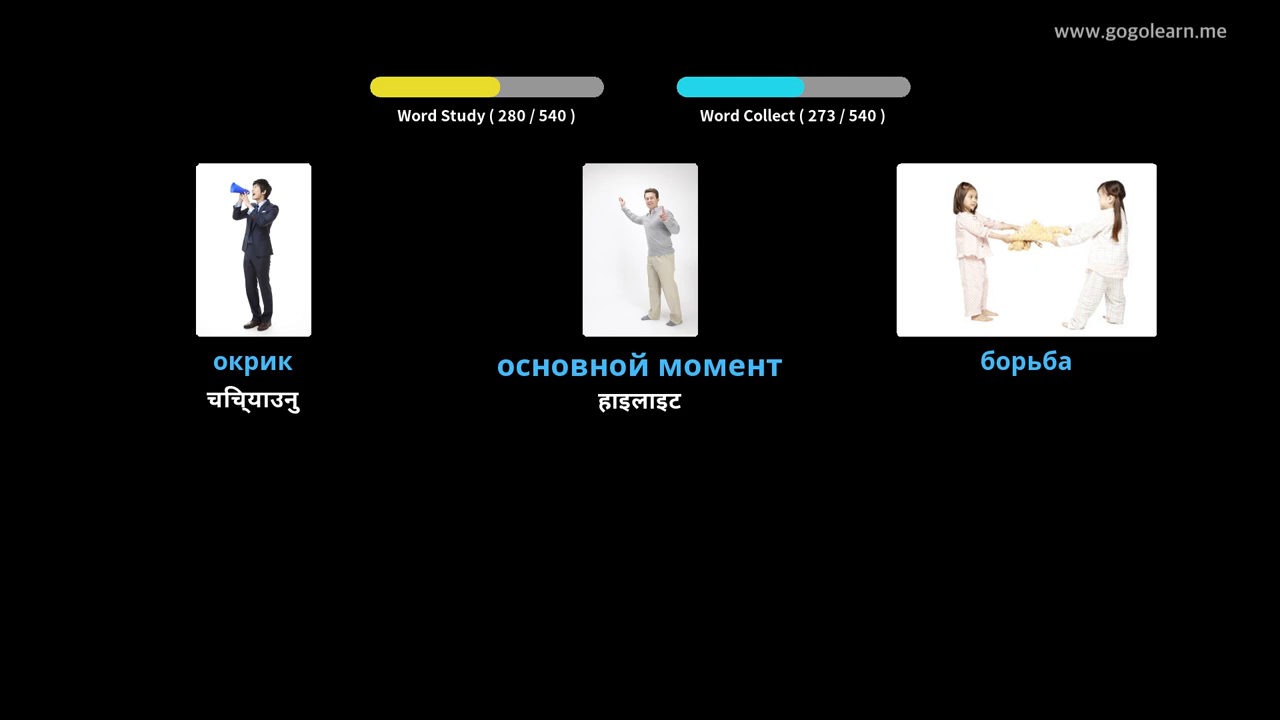 www.gogolearn.me
Word Study ( 280 / 540 )
Word Collect ( 273 / 540 )
окрик
основной момент
борьба
चिच्याउनु
हाइलाइट